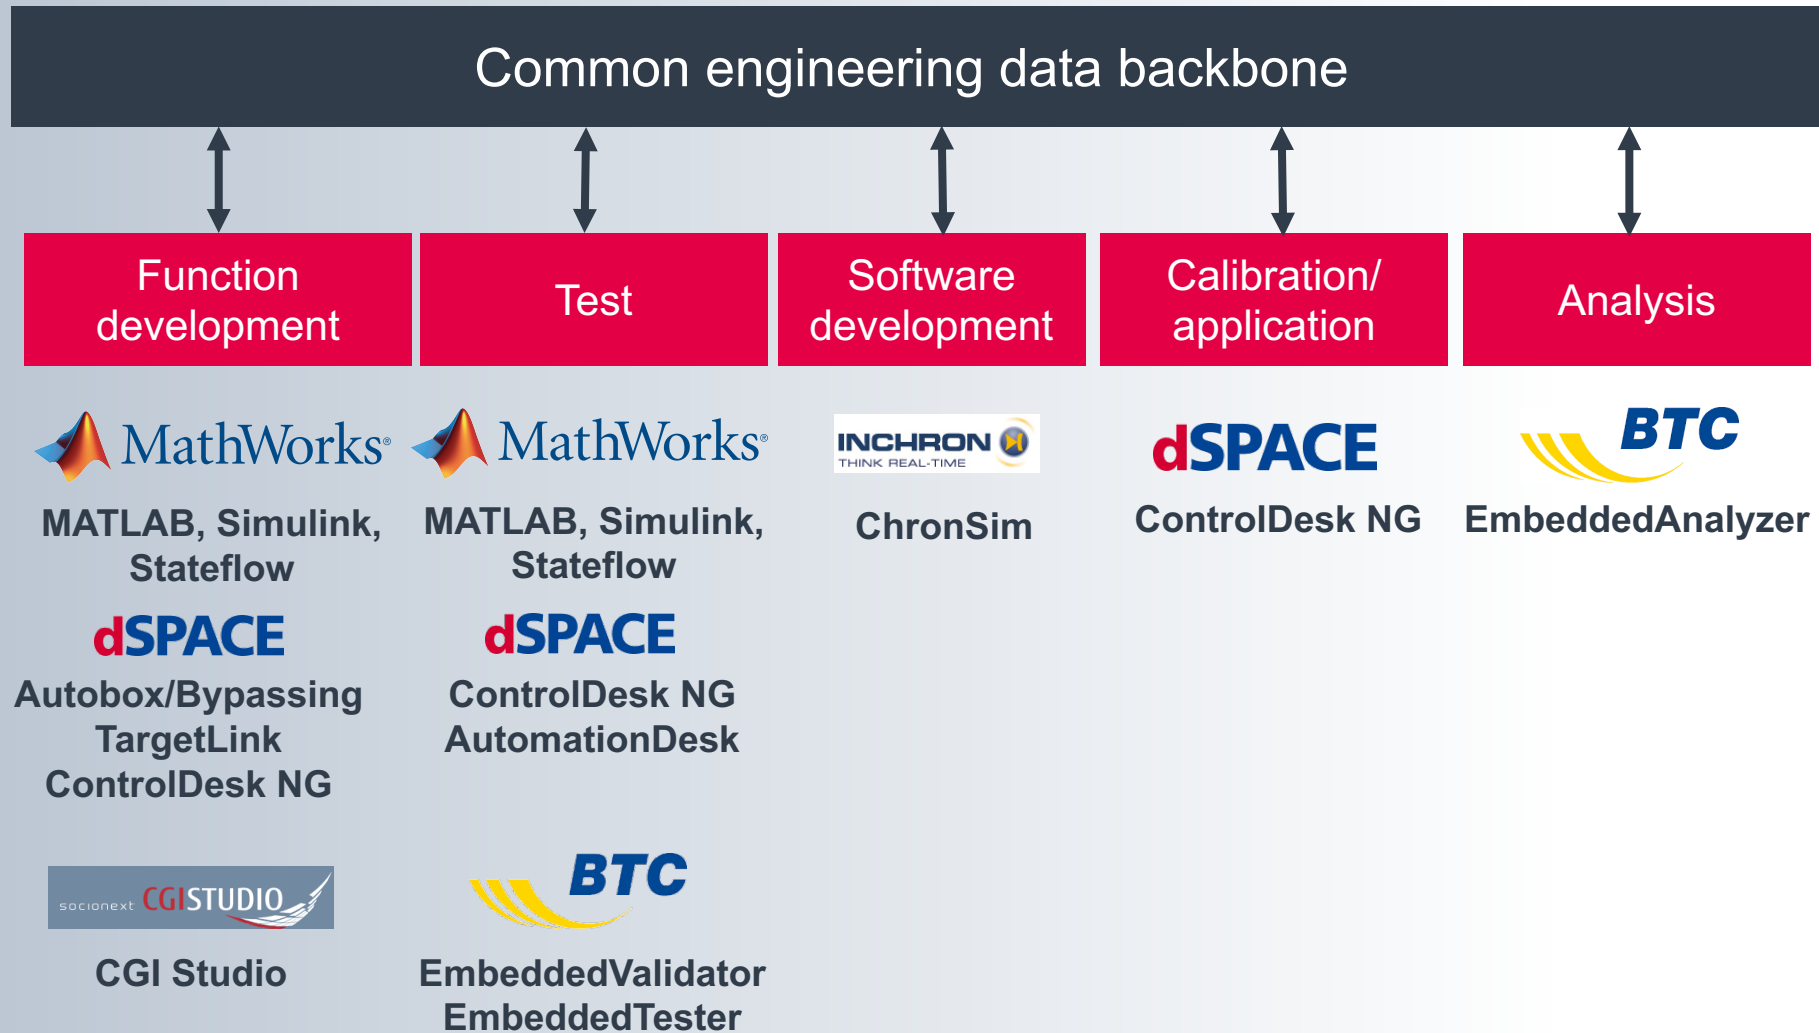 Common engineering data backbone
Function
development
Test
Software
development
Calibration/
application
Analysis
MathWorks®
MATLAB, Simulink,
Stateflow
dSPACE
Autobox/Bypassing
TargetLink
ControlDesk NG
socionext CGISTUDIO
CGI Studio
MathWorks®
MATLAB, Simulink,
Stateflow
dSPACE
ControlDesk NG
AutomationDesk
BTC
EmbeddedValidator
EmbeddedTester
INCHRON
THINK REAL-TIME
ChronSim
dSPACE
ControlDesk NG
BTC
EmbeddedAnalyzer